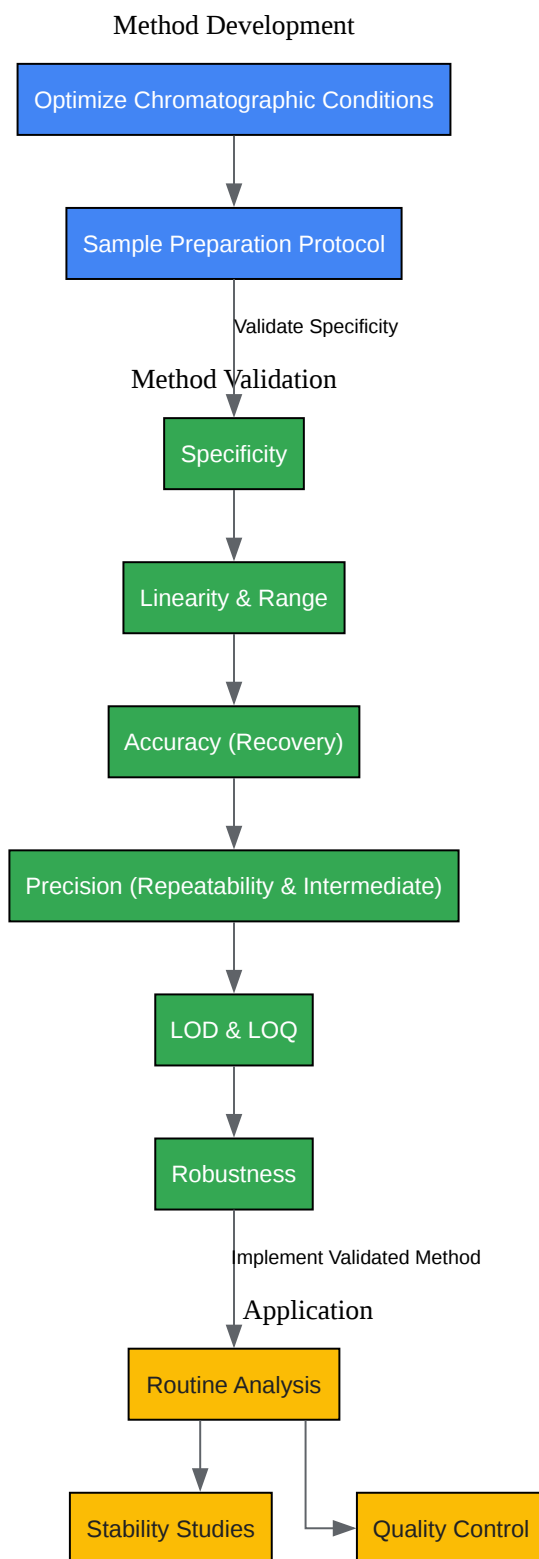 Method Development
Optimize Chromatographic Conditions
Sample Preparation Protocol
Validate Specificity
Method Validation
Specificity
Linearity & Range
Accuracy (Recovery)
Precision (Repeatability & Intermediate)
LOD & LOQ
Robustness
Implement Validated Method
Application
Routine Analysis
Stability Studies
Quality Control